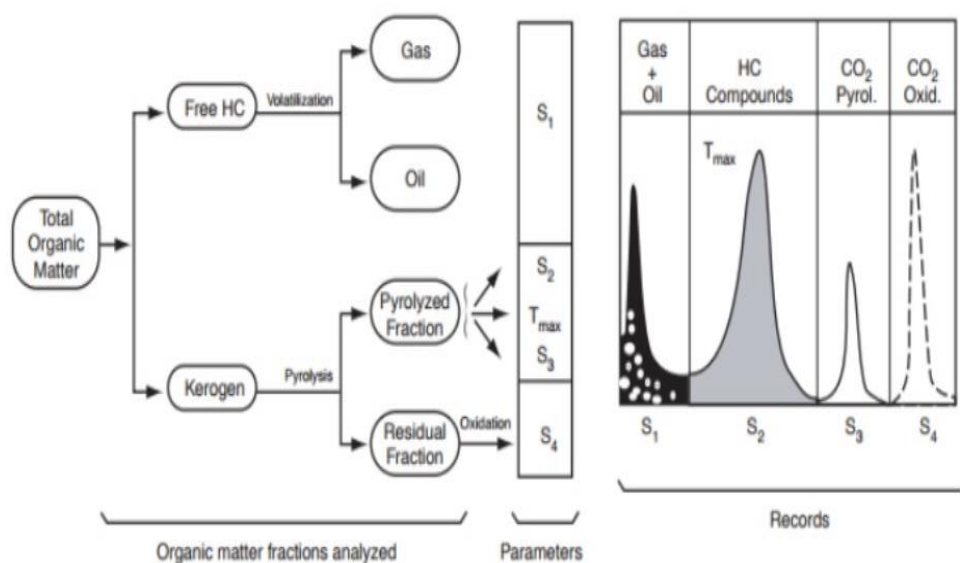 Total
Organic
Matter
Free HC
Volatilization
Gas
Oil
Kerogen
Pyrolysis
Pyrolyzed
Fraction
Residual
Fraction
Oxidation
S₁
S₂
Tmax
S₃
S₄
Organic matter fractions analyzed
Parameters
Gas
+
Oil
HC
Compounds
CO₂
Pyrol.
CO₂
Oxid.
Tmax
S₁
S₂
S₃
S₄
Records